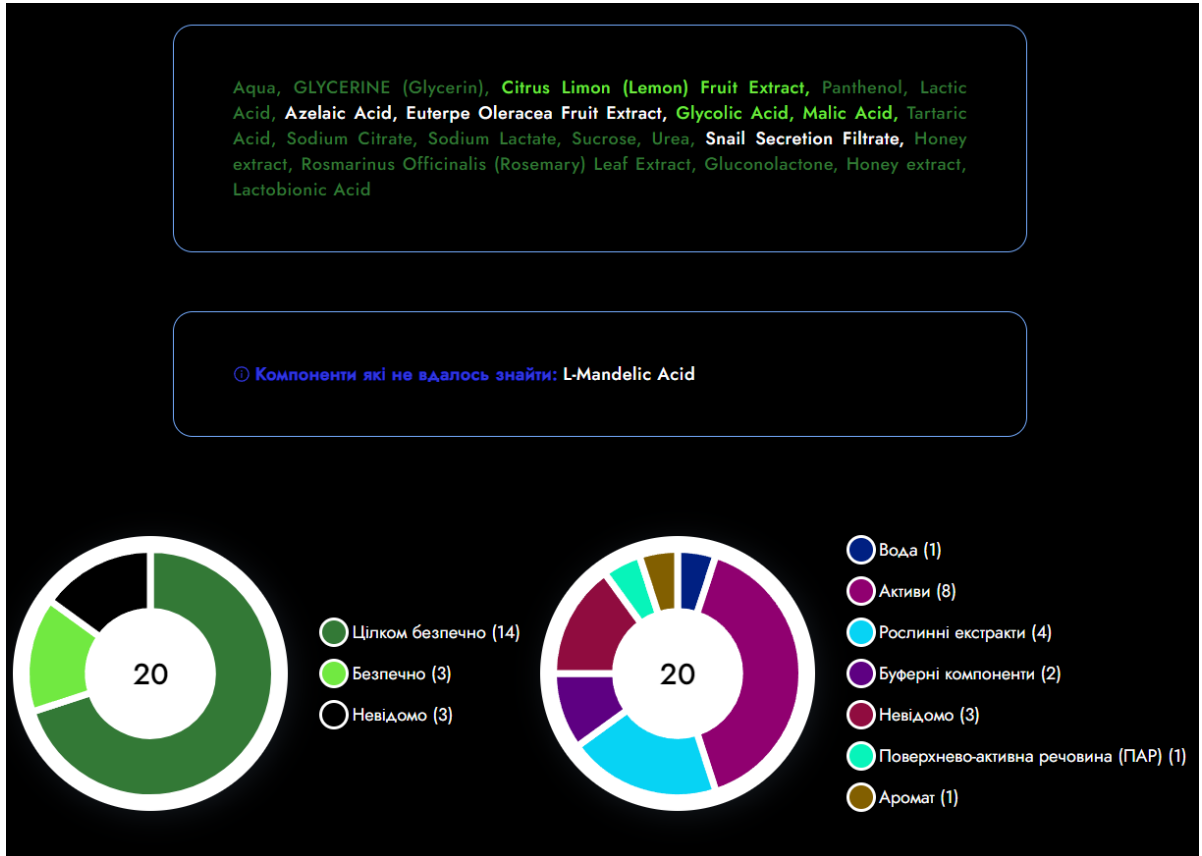 Aqua, GLYCERINE (Glycerin), Citrus Limon (Lemon) Fruit Extract, Panthenol, Lactic
Acid, Azelaic Acid, Euterpe Oleracea Fruit Extract, Glycolic Acid, Malic Acid, Tartaric
Acid, Sodium Citrate, Sodium Lactate, Sucrose, Urea, Snail Secretion Filtrate, Honey
extract, Rosmarinus Officinalis (Rosemary) Leaf Extract, Gluconolactone, Honey extract,
Lactobionic Acid
Компоненти які не вдалось знайти: L-Mandelic Acid
20
Цілком безпечно (14)
Безпечно (3)
Невідомо (3)
20
Вода (1)
Активи (8)
Рослинні екстракти (4)
Буферні компоненти (2)
Невідомо (3)
Поверхнево-активна речовина (ПАР) (1)
Аромат (1)